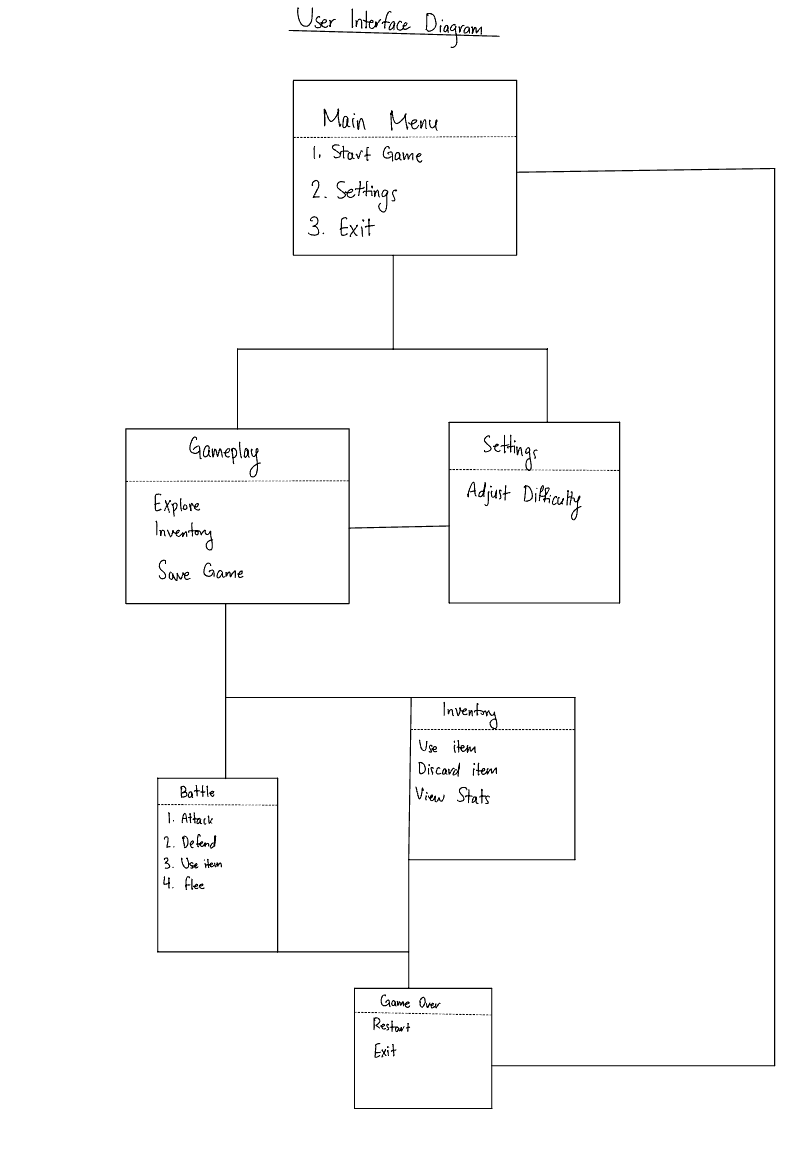 User Interface Diagram
Main Menu
1. Start Game
2. Settings
3. Exit
Gameplay
Explore
Inventory
Save Game
Settings
Adjust Difficulty
Inventory
Use item
Discard item
View Stats
Battle
1. Attack
2. Defend
3. Use item
4. flee
Game Over
Restart
Exit